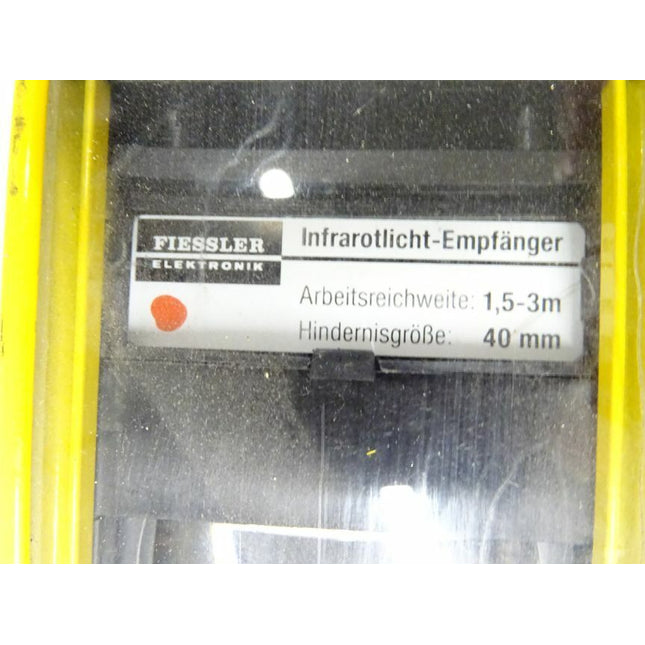 FIESSLER
ELEKTRONIK
Infrarotlicht-Empfänger
Arbeitsreichweite: 1,5-3m
Hindernisgröße: 40 mm